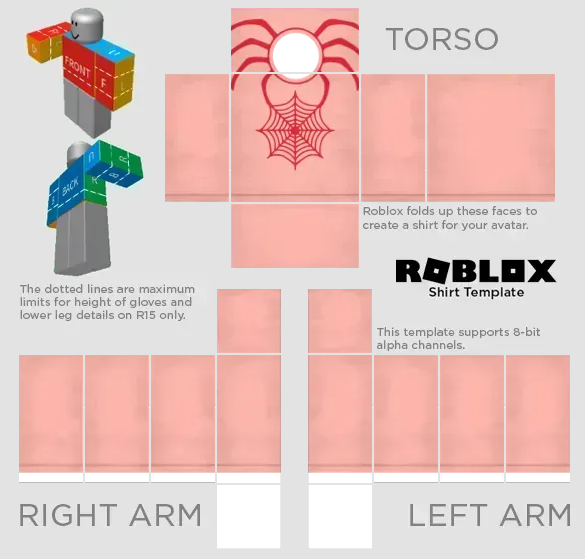 TORSO
FRONT
F
L
BACK
R
B
Roblox folds up these faces to
create a shirt for your avatar.
The dotted lines are maximum
limits for height of gloves and
lower leg details on R15 only.
ROBLOX
Shirt Template
This template supports 8-bit
alpha channels.
RIGHT ARM
LEFT ARM